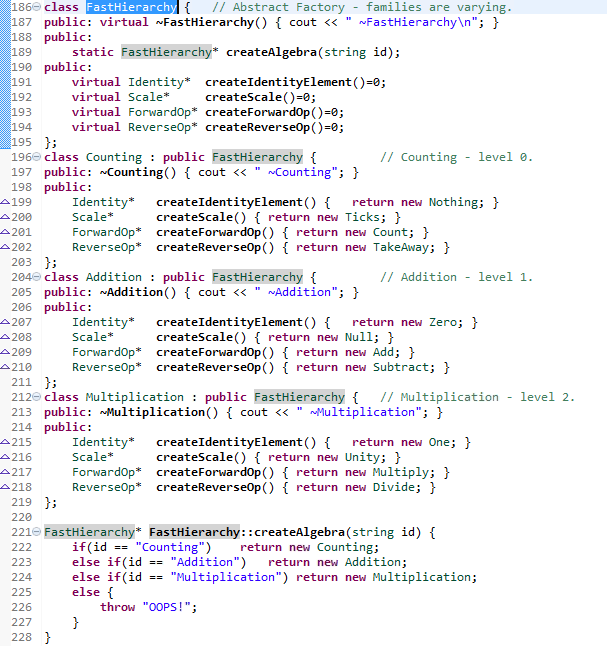 186 class FastHierarchy {   // Abstract Factory - families are varying.
187 public: virtual ~FastHierarchy() { cout << " ~FastHierarchy\n"; }
188 public:
189     static FastHierarchy* createAlgebra(string id);
190 public:
191     virtual Identity*  createIdentityElement()=0;
192     virtual Scale*     createScale()=0;
193     virtual ForwardOp* createForwardOp()=0;
194     virtual ReverseOp* createReverseOp()=0;
195 };
196 class Counting : public FastHierarchy {         // Counting - level 0.
197 public: ~Counting() { cout << " ~Counting"; }
198 public:
199     Identity*   createIdentityElement() {   return new Nothing; }
200     Scale*      createScale() { return new Ticks; }
201     ForwardOp*  createForwardOp() { return new Count; }
202     ReverseOp*  createReverseOp() { return new TakeAway; }
203 };
204 class Addition : public FastHierarchy {         // Addition - level 1.
205 public: ~Addition() { cout << " ~Addition"; }
206 public:
207     Identity*   createIdentityElement() {   return new Zero; }
208     Scale*      createScale() { return new Null; }
209     ForwardOp*  createForwardOp() { return new Add; }
210     ReverseOp*  createReverseOp() { return new Subtract; }
211 };
212 class Multiplication : public FastHierarchy {   // Multiplication - level 2.
213 public: ~Multiplication() { cout << " ~Multiplication"; }
214 public:
215     Identity*   createIdentityElement() {   return new One; }
216     Scale*      createScale() { return new Unity; }
217     ForwardOp*  createForwardOp() { return new Multiply; }
218     ReverseOp*  createReverseOp() { return new Divide; }
219 };
220
221 FastHierarchy* FastHierarchy::createAlgebra(string id) {
222     if(id == "Counting")    return new Counting;
223     else if(id == "Addition")   return new Addition;
224     else if(id == "Multiplication") return new Multiplication;
225     else {
226         throw "OOPS!";
227     }
228 }